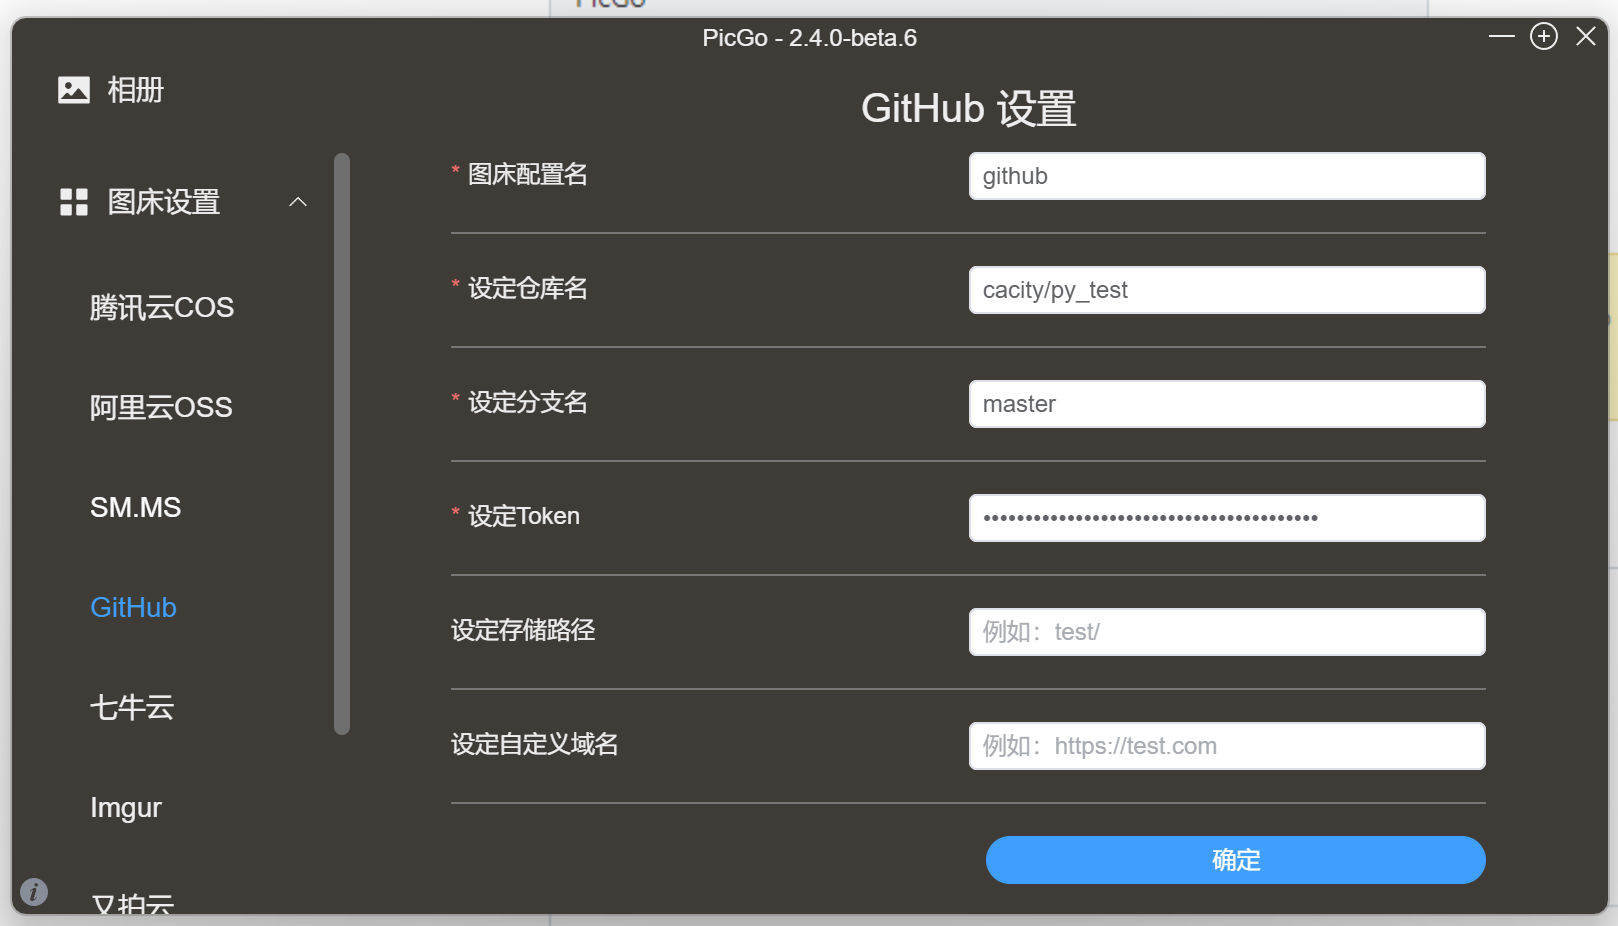 PicGo
PicGo - 2.4.0-beta.6
相册
图床设置
腾讯云COS
阿里云OSS
SM.MS
GitHub
七牛云
Imgur
又拍云
GitHub 设置
* 图床配置名
github
* 设定仓库名
cacity/py_test
* 设定分支名
master
* 设定Token
••••••••••••••••••••••••••••••••••••••••
设定存储路径
例如：test/
设定自定义域名
例如：https://test.com
确定